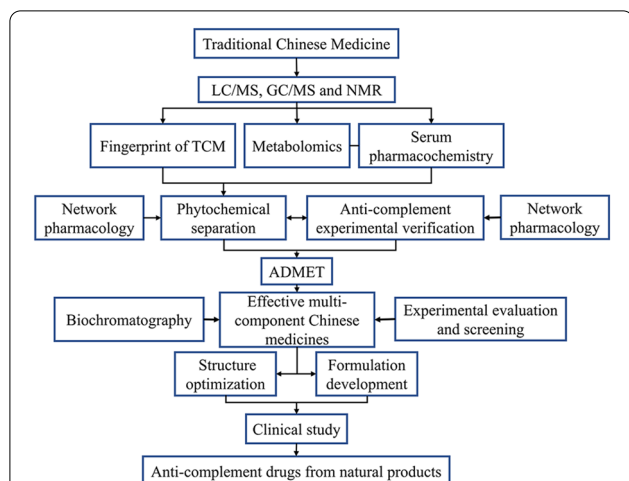 Traditional Chinese Medicine
LC/MS, GC/MS and NMR
Fingerprint of TCM
Metabolomics
Serum
pharmacochemistry
Network
pharmacology
Phytochemical
separation
Anti-complement
experimental verification
Network
pharmacology
ADMET
Biochromatography
Effective multi-
component Chinese
medicines
Experimental evaluation
and screening
Structure
optimization
Formulation
development
Clinical study
Anti-complement drugs from natural products